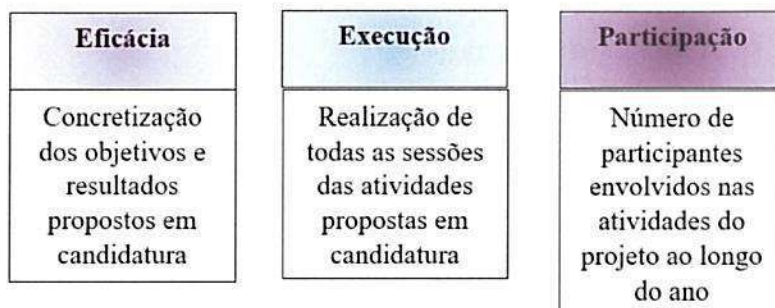 Eficácia
Concretização
dos objetivos e
resultados
propostos em
candidatura
Execução
Realização de
todas as sessões
das atividades
propostas em
candidatura
Participação
Número de
participantes
envolvidos nas
atividades do
projeto ao longo
do ano